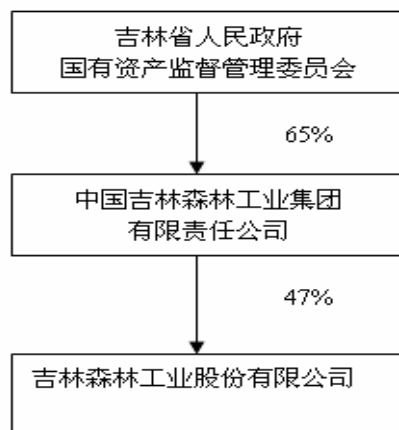 吉林省人民政府
国有资产监督管理委员会
65%
中国吉林森林工业集团
有限责任公司
47%
吉林森林工业股份有限公司